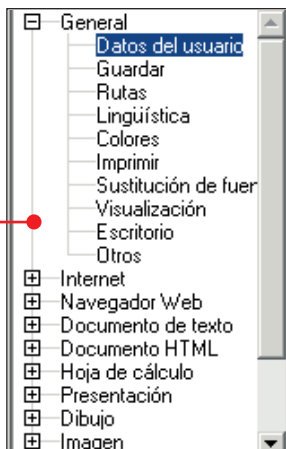 General
Datos del usuario
Guardar
Rutas
Lingüística
Colores
Imprimir
Sustitución de fuer
Visualización
Escritorio
Otros
Internet
Navegador Web
Documento de texto
Documento HTML
Hoja de cálculo
Presentación
Dibujo
Imagen